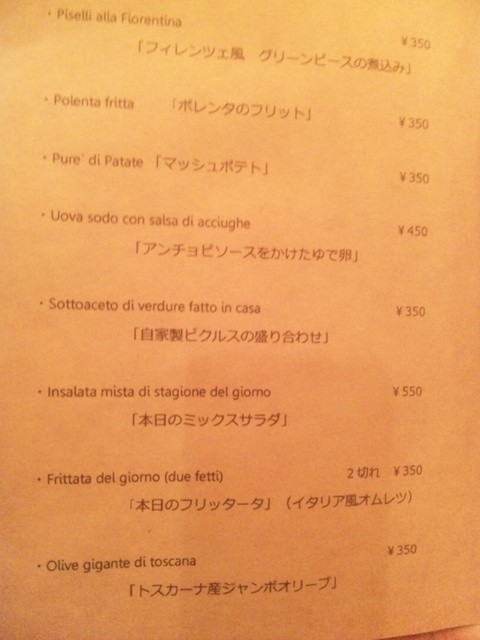 ・Piselli alla Fiorentina
¥350
「フィレンツェ風 グリーンピースの煮込み」
・Polenta fritta 「ポレンタのフリット」
¥350
・Pure´ di Patate 「マッシュポテト」
¥350
・Uova sodo con salsa di acciughe
¥450
「アンチョビソースをかけたゆで卵」
・Sottoaceto di verdure fatto in casa
¥350
「自家製ピクルスの盛り合わせ」
・Insalata mista di stagione del giorno
¥550
「本日のミックスサラダ」
・Frittata del giorno (due fetti) 2切れ ¥350
「本日のフリッタータ」（イタリア風オムレツ）
・Olive gigante di toscana
¥350
「トスカーナ産ジャンボオリーブ」